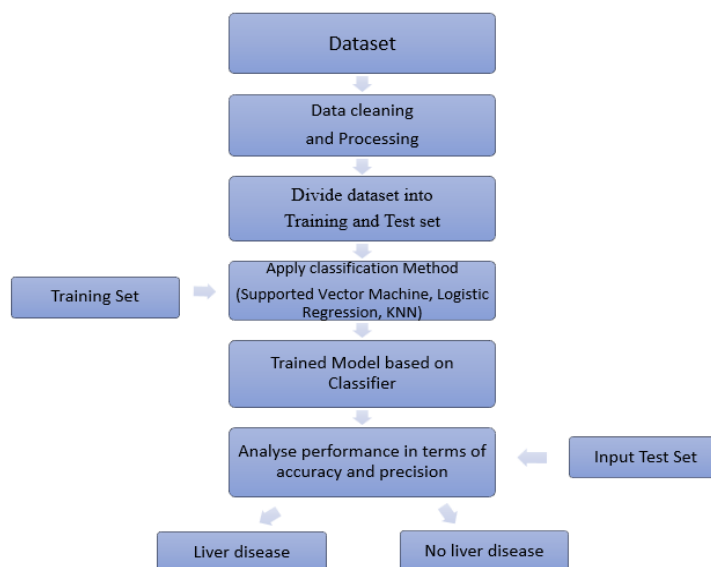 Dataset
Data cleaning
and Processing
Divide dataset into
Training and Test set
Apply classification Method
(Supported Vector Machine, Logistic
Regression, KNN)
Training Set
Trained Model based on
Classifier
Analyse performance in terms of
accuracy and precision
Input Test Set
Liver disease
No liver disease